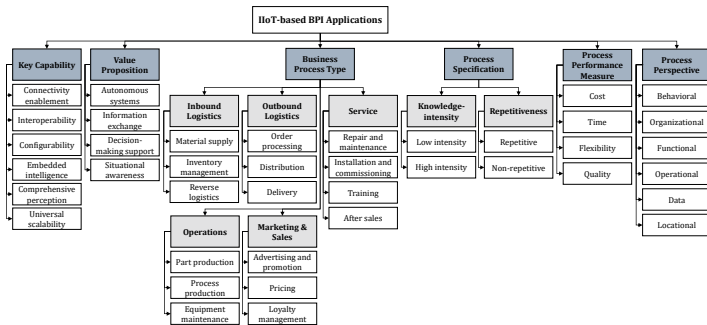 IIoT-based BPI Applications
Key Capability
Connectivity
enablement
Interoperability
Configurability
Embedded
intelligence
Comprehensive
perception
Universal
scalability
Value
Proposition
Autonomous
systems
Information
exchange
Decision-
making support
Situational
awareness
Business
Process Type
Inbound
Logistics
Material supply
Inventory
management
Reverse
logistics
Outbound
Logistics
Order
processing
Distribution
Delivery
Service
Repair and
maintenance
Installation and
commissioning
Training
After sales
Operations
Part production
Process
production
Equipment
maintenance
Marketing &
Sales
Advertising and
promotion
Pricing
Loyalty
management
Process
Specification
Knowledge-
intensity
Low intensity
High intensity
Repetitiveness
Repetitive
Non-repetitive
Process
Performance
Measure
Cost
Time
Flexibility
Quality
Process
Perspective
Behavioral
Organizational
Functional
Operational
Data
Locational